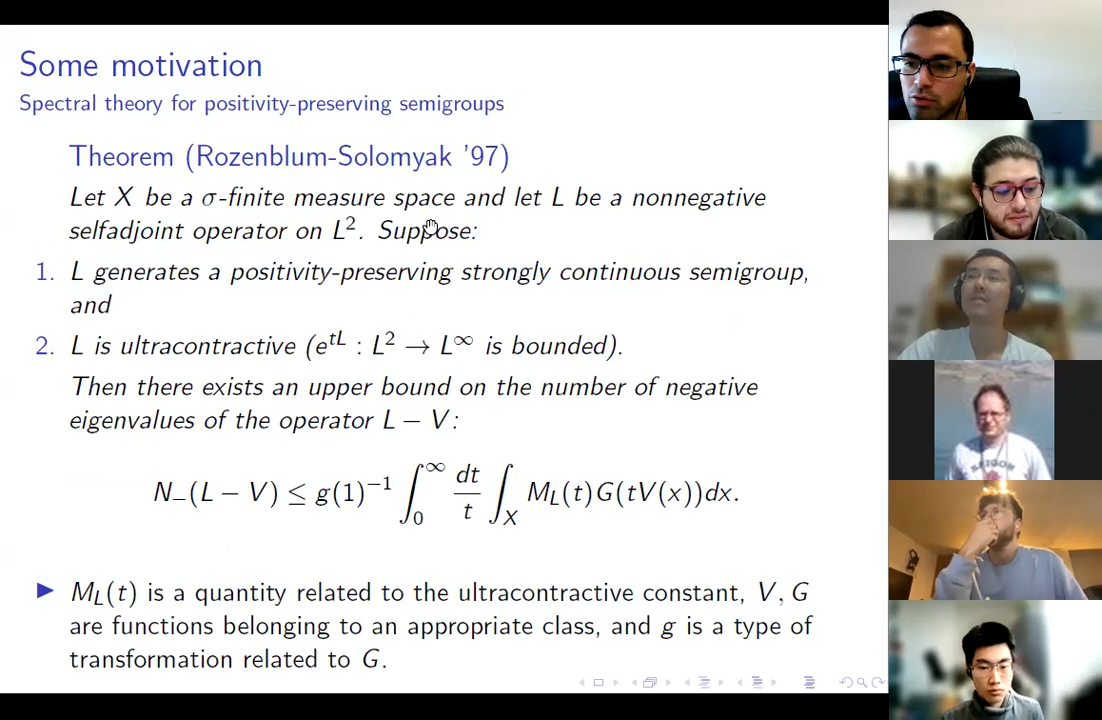 Some motivation
Spectral theory for positivity-preserving semigroups
Theorem (Rozenblum-Solomyak '97)
Let X be a σ-finite measure space and let L be a nonnegative
selfadjoint operator on L². Suppose:
1. L generates a positivity-preserving strongly continuous semigroup,
and
2. L is ultracontractive (e^{tL} : L² → L^∞ is bounded).
Then there exists an upper bound on the number of negative
eigenvalues of the operator L − V:
N₋(L − V) ≤ g(1)⁻¹ ∫₀^∞ dt/t ∫_X M_L(t)G(tV(x))dx.
▶ M_L(t) is a quantity related to the ultracontractive constant, V, G
are functions belonging to an appropriate class, and g is a type of
transformation related to G.